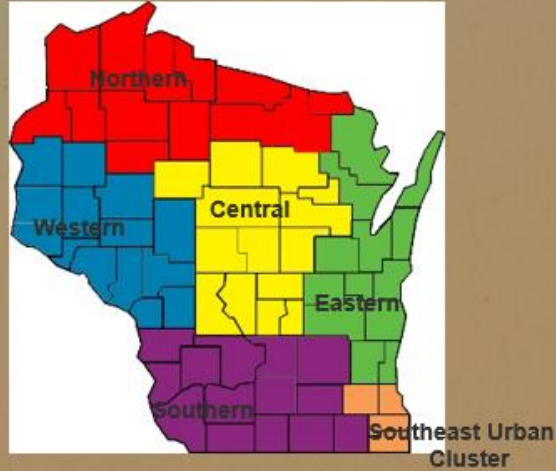 Northern
Central
Western
Eastern
Southern
Southeast Urban
Cluster